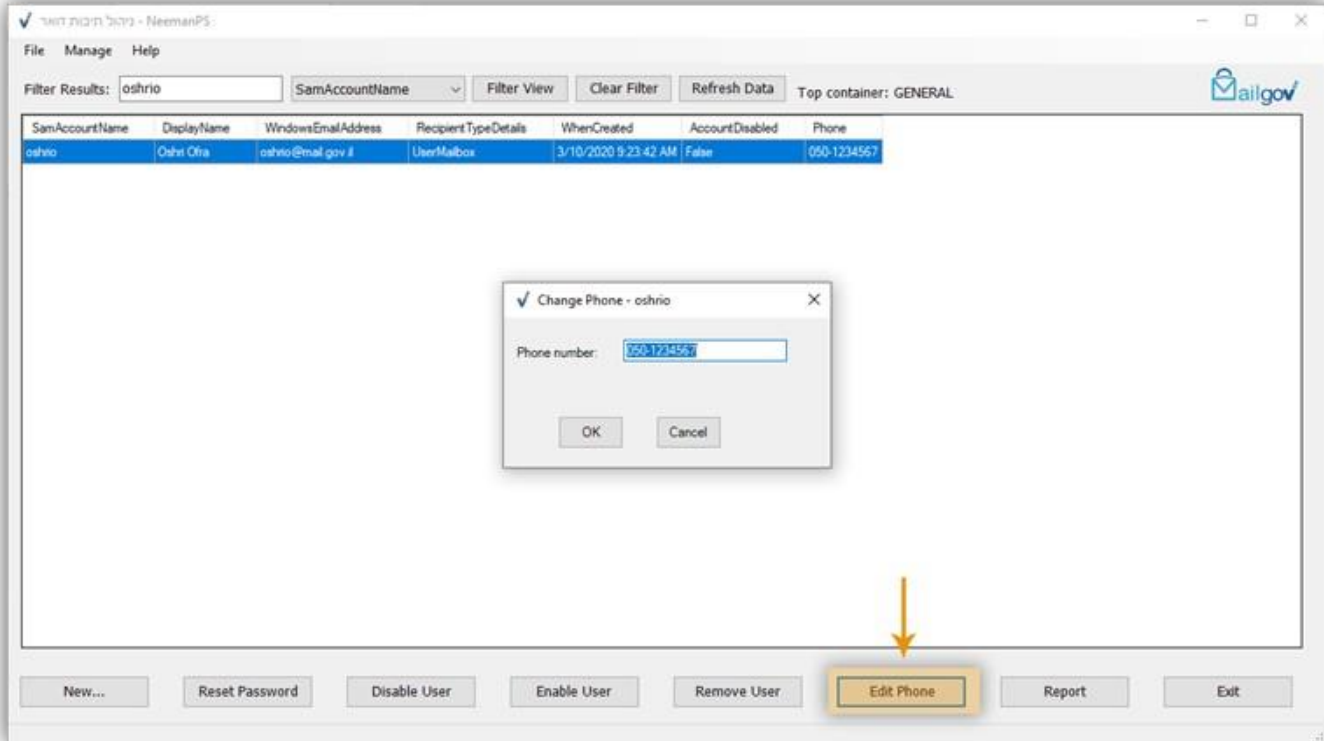 ניהול תיבות דואר - NeemanPS
File Manage Help
Filter Results: oshrio SamAccountName Filter View Clear Filter Refresh Data Top container: GENERAL
Mailgov
SamAccountName DisplayName WindowsEmailAddress RecipientTypeDetails WhenCreated AccountDisabled Phone
oshrio Oshri Ofra oshrio@mail.gov.il UserMailbox 3/10/2020 9:23:42 AM False 050-1234567
Change Phone - oshrio
Phone number: 050-1234567
OK Cancel
New... Reset Password Disable User Enable User Remove User Edit Phone Report Exit